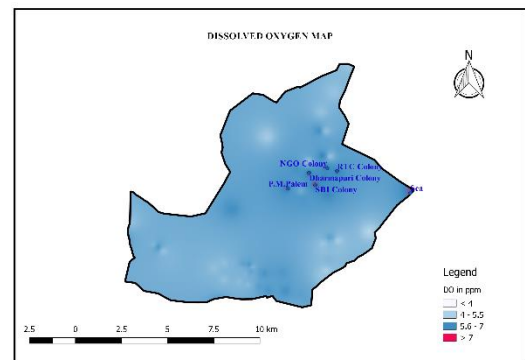 DISSOLVED OXYGEN MAP
N
NGO Colony
RTC Colony
Dharmapuri Colony
P.M.Palem
SBI Colony
Sea
Legend
DO in ppm
< 4
4 - 5.5
5.6 - 7
> 7
2.5 0 2.5 5 7.5 10 km